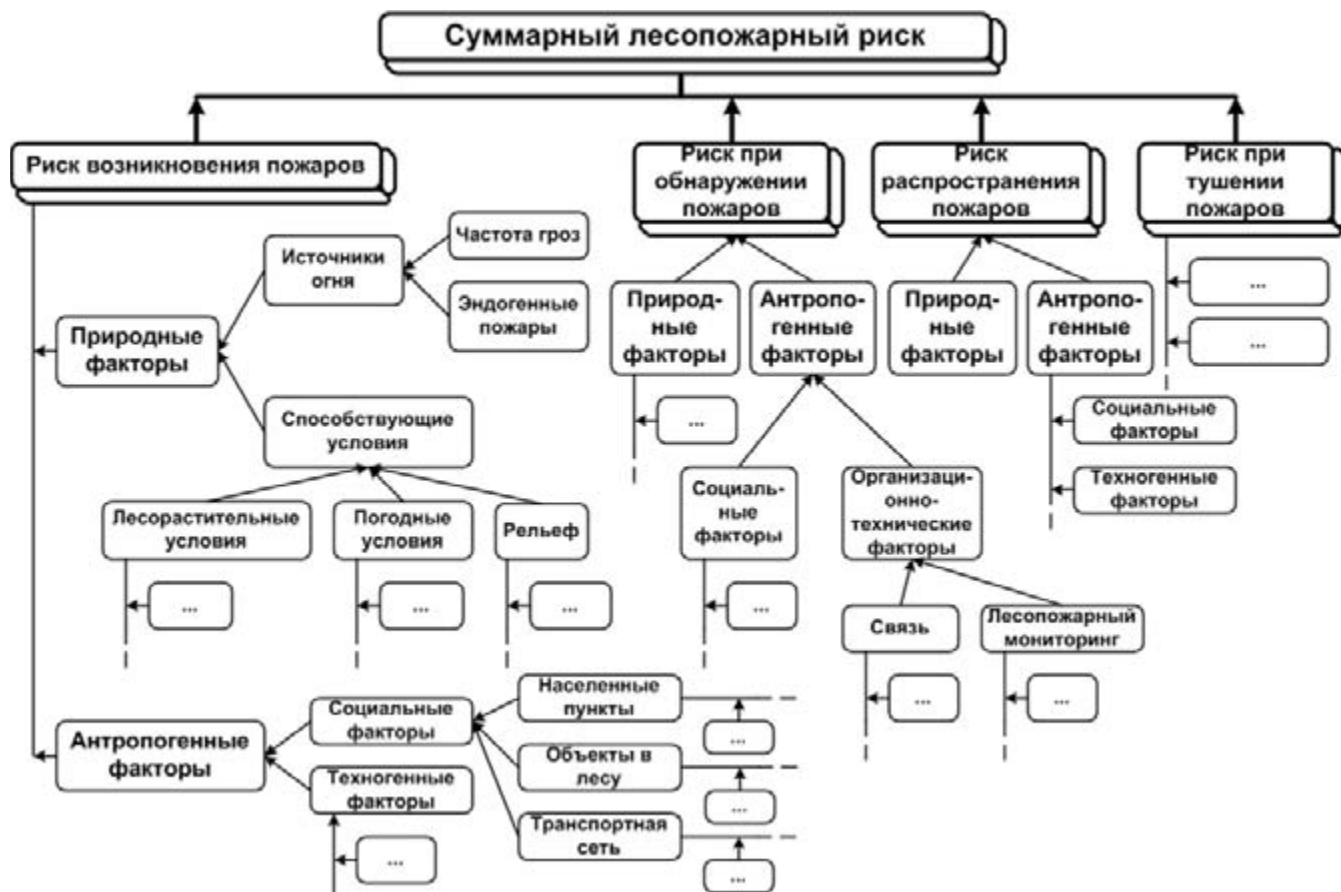 Суммарный лесопожарный риск
Риск возникновения пожаров
Риск при
обнаружении
пожаров
Риск
распространения
пожаров
Риск при
тушении
пожаров
Природные
факторы
Источники
огня
Частота гроз
Эндогенные
пожары
Способствующие
условия
Лесорастительные
условия
...
Погодные
условия
...
Рельеф
...
Антропогенные
факторы
Социальные
факторы
Населенные
пункты
...
Объекты в
лесу
...
Транспортная
сеть
...
Техногенные
факторы
...
Природ-
ные
факторы
...
Антропо-
генные
факторы
Социаль-
ные
факторы
...
Организаци-
онно-
технические
факторы
Связь
...
Лесопожарный
мониторинг
...
Природ-
ные
факторы
Антропо-
генные
факторы
Социальные
факторы
Техногенные
факторы
...
...